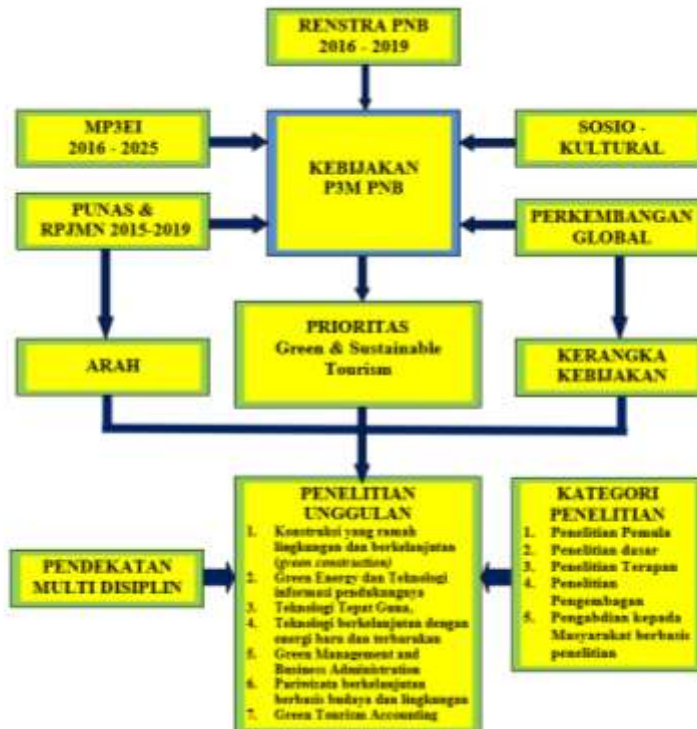 RENSTRA PNB
2016 - 2019
MP3EI
2016 - 2025
KEBIJAKAN
P3M PNB
SOSIO -
KULTURAL
PUNAS &
RPJMN 2015-2019
PERKEMBANGAN
GLOBAL
ARAH
PRIORITAS
Green & Sustainable
Tourism
KERANGKA
KEBIJAKAN
PENDEKATAN
MULTI DISIPLIN
PENELITIAN
UNGGULAN
1. Konstruksi yang ramah
lingkungan dan berkelanjutan
(green construction)
2. Green Energy dan Teknologi
informasi pendukungnya
3. Teknologi Tepat Guna,
4. Teknologi berkelanjutan dengan
energi baru dan terbarukan
5. Green Management and
Business Administration
6. Pariwizata berkelanjutan
berbasis budaya dan lingkungan
7. Green Tourism Accounting
KATEGORI
PENELITIAN
1. Penelitian Pemula
2. Penelitian dasar
3. Penelitian Terapan
4. Penelitian
Pengembagan
5. Pengabdian kepada
Masyarakat berbasis
penelitian